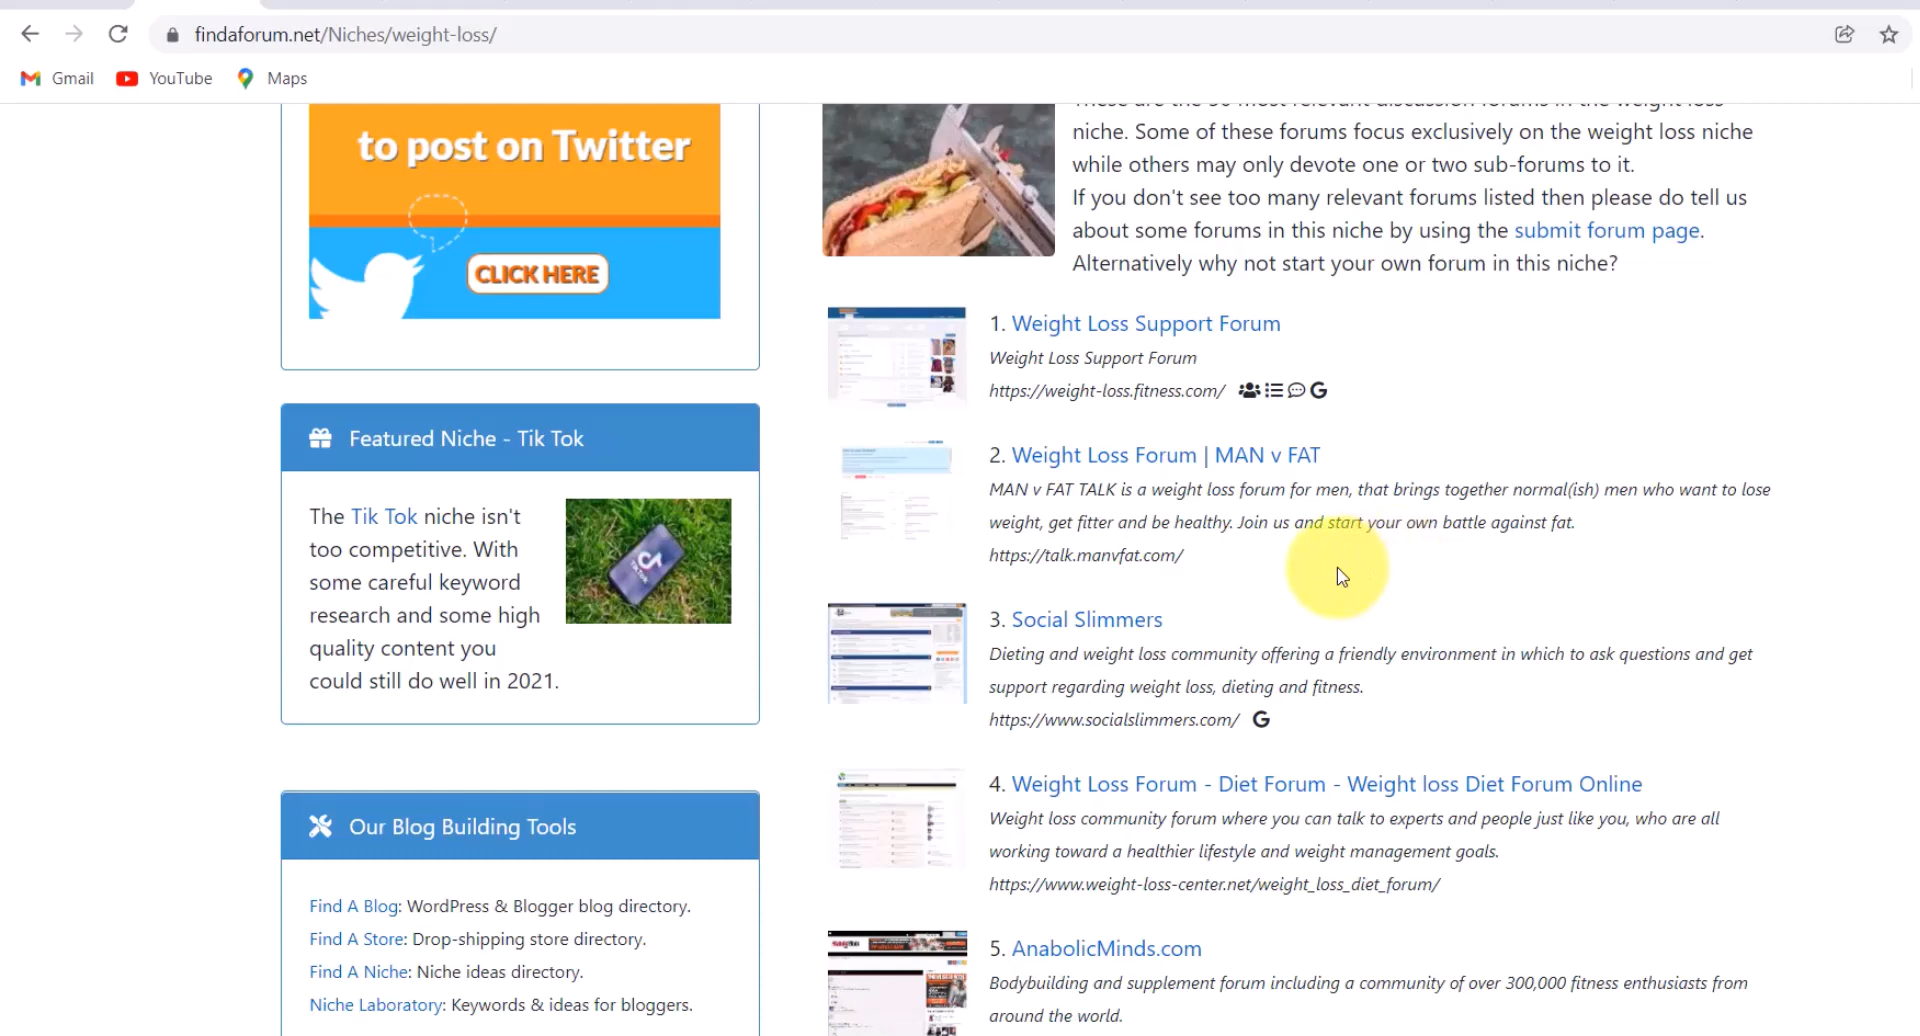 findaforum.net/Niches/weight-loss/
Gmail
YouTube
Maps
to post on Twitter
CLICK HERE
Featured Niche - Tik Tok
The Tik Tok niche isn't
too competitive. With
some careful keyword
research and some high
quality content you
could still do well in 2021.
Our Blog Building Tools
Find A Blog: WordPress & Blogger blog directory.
Find A Store: Drop-shipping store directory.
Find A Niche: Niche ideas directory.
Niche Laboratory: Keywords & ideas for bloggers.
These are the 50 most relevant discussion forums in the weight loss
niche. Some of these forums focus exclusively on the weight loss niche
while others may only devote one or two sub-forums to it.
If you don't see too many relevant forums listed then please do tell us
about some forums in this niche by using the submit forum page.
Alternatively why not start your own forum in this niche?
1. Weight Loss Support Forum
Weight Loss Support Forum
https://weight-loss.fitness.com/
2. Weight Loss Forum | MAN v FAT
MAN v FAT TALK is a weight loss forum for men, that brings together normal(ish) men who want to lose
weight, get fitter and be healthy. Join us and start your own battle against fat.
https://talk.manvfat.com/
3. Social Slimmers
Dieting and weight loss community offering a friendly environment in which to ask questions and get
support regarding weight loss, dieting and fitness.
https://www.socialslimmers.com/
4. Weight Loss Forum - Diet Forum - Weight loss Diet Forum Online
Weight loss community forum where you can talk to experts and people just like you, who are all
working toward a healthier lifestyle and weight management goals.
https://www.weight-loss-center.net/weight_loss_diet_forum/
5. AnabolicMinds.com
Bodybuilding and supplement forum including a community of over 300,000 fitness enthusiasts from
around the world.